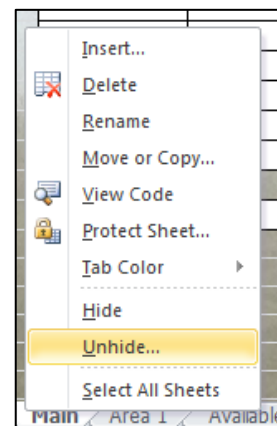 Insert...
Delete
Rename
Move or Copy...
View Code
Protect Sheet...
Tab Color
Hide
Unhide...
Select All Sheets
Main Area 1 Available